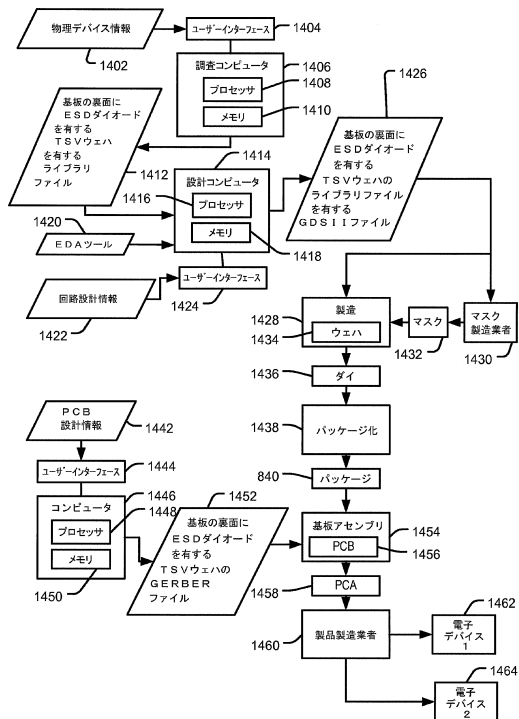 物理デバイス情報
1402
ユーザーインターフェース
1404
調査コンピュータ
1406
プロセッサ
1408
メモリ
1410
基板の裏面に
ESDダイオード
を有する
TSVウェハ
を有する
ライブラリ
ファイル
1412
1414
設計コンピュータ
1416
プロセッサ
メモリ
1418
1420
EDAツール
ユーザーインターフェース
1424
回路設計情報
1422
1426
基板の裏面に
ESDダイオード
を有する
TSVウェハの
ライブラリファイル
を有する
GDSIIファイル
製造
1428
ウェハ
1434
マスク
1432
マスク
製造業者
1430
1436
ダイ
1438
パッケージ化
840
パッケージ
PCB
設計情報
1442
1444
ユーザーインターフェース
コンピュータ
1446
プロセッサ
1448
メモリ
1450
1452
基板の裏面に
ESDダイオード
を有する
TSVウェハの
GERBER
ファイル
基板アセンブリ
1454
PCB
1456
1458
PCA
1460
製品製造業者
1462
電子
デバイス
1
1464
電子
デバイス
2